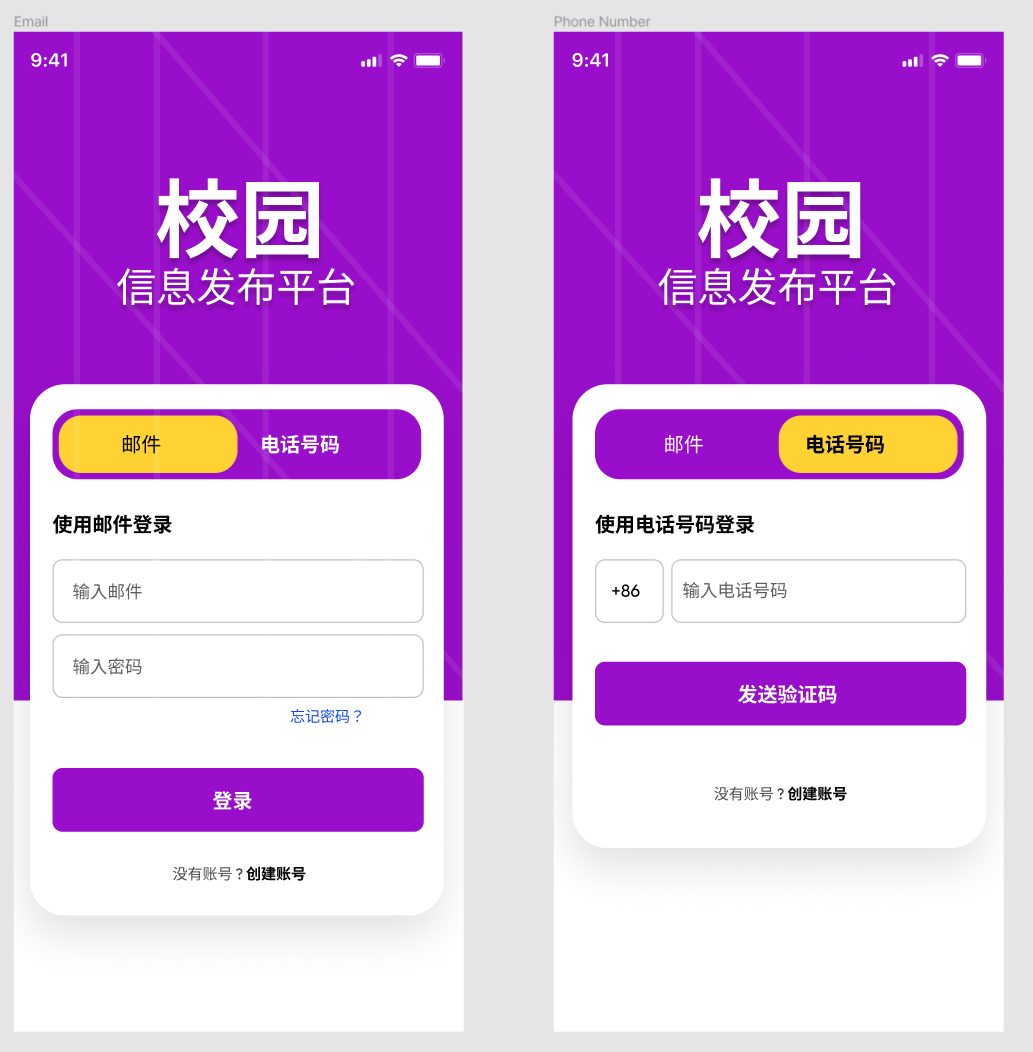 Email
9:41
校园
信息发布平台
邮件
电话号码
使用邮件登录
输入邮件
输入密码
忘记密码？
登录
没有账号？创建账号
Phone Number
9:41
校园
信息发布平台
邮件
电话号码
使用电话号码登录
+86
输入电话号码
发送验证码
没有账号？创建账号